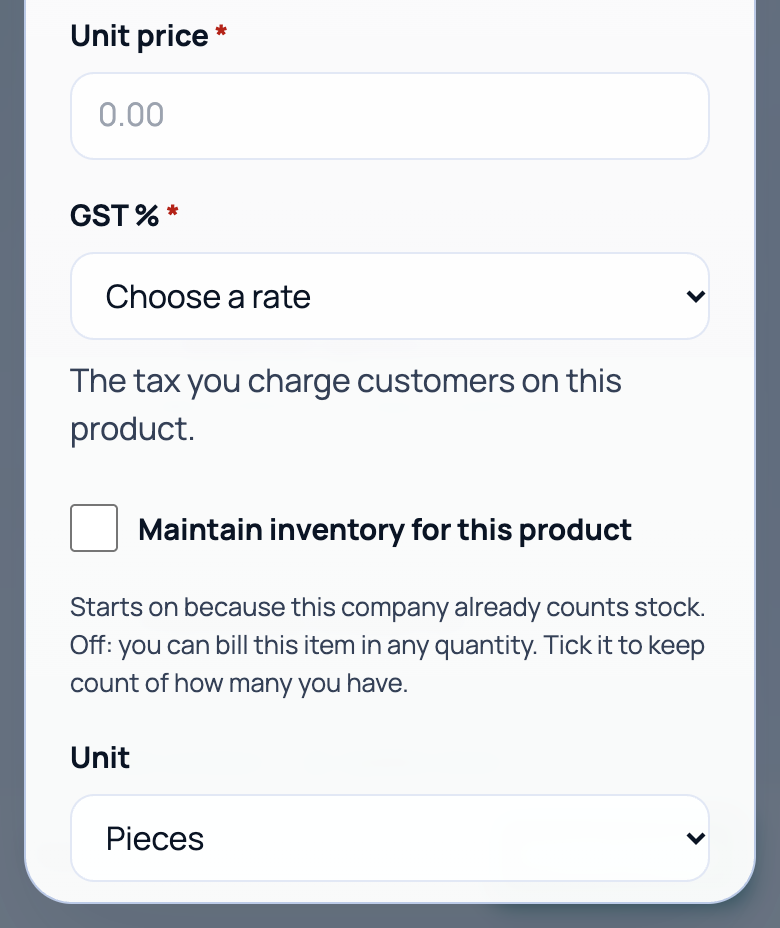 Unit price *
0.00
GST % *
Choose a rate
The tax you charge customers on this
product.
Maintain inventory for this product
Starts on because this company already counts stock.
Off: you can bill this item in any quantity. Tick it to keep
count of how many you have.
Unit
Pieces